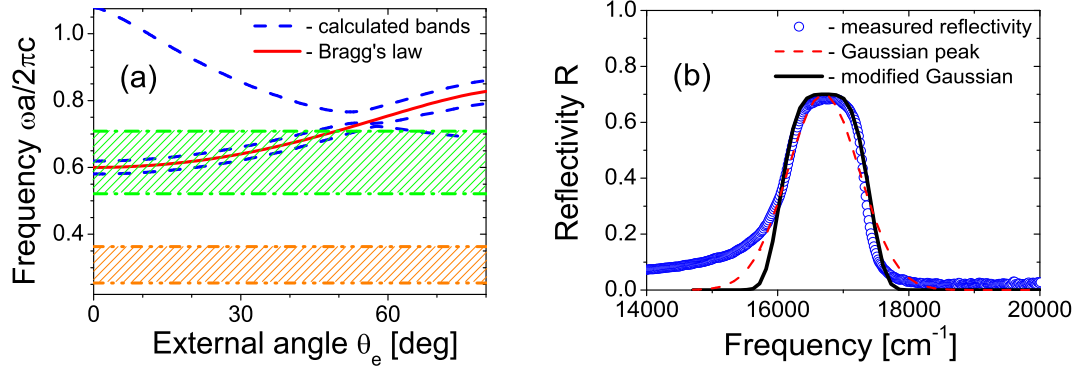 (a)
- calculated bands
- Bragg's law
Frequency ωa/2πc
1.0
0.8
0.6
0.4
0
30
60
External angle θe [deg]
(b)
- measured reflectivity
- Gaussian peak
- modified Gaussian
Reflectivity R
1.0
0.8
0.6
0.4
0.2
0.0
14000
16000
18000
20000
Frequency [cm-1]